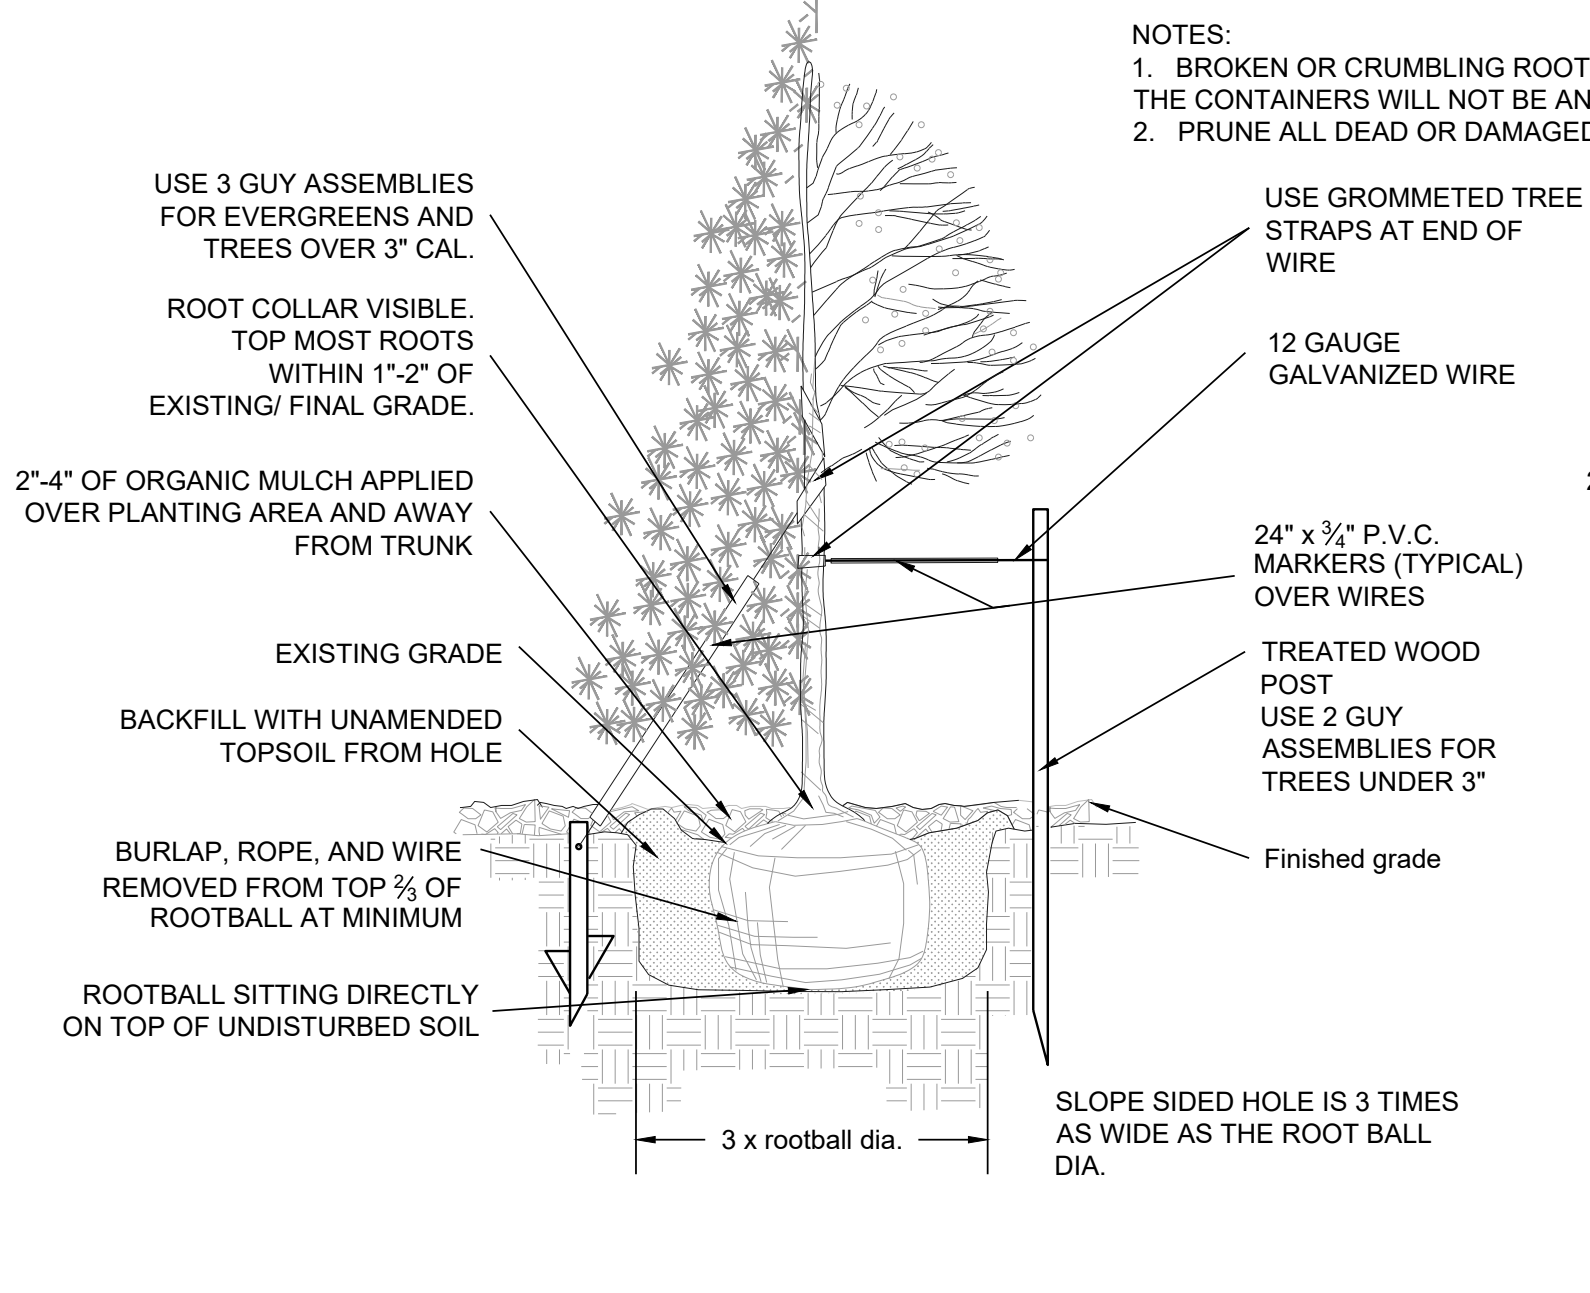 NOTES:
1. BROKEN OR CRUMBLING ROOT
THE CONTAINERS WILL NOT BE AN
2. PRUNE ALL DEAD OR DAMAGED
USE 3 GUY ASSEMBLIES
FOR EVERGREENS AND
TREES OVER 3" CAL.
ROOT COLLAR VISIBLE.
TOP MOST ROOTS
WITHIN 1"-2" OF
EXISTING/ FINAL GRADE.
2"-4" OF ORGANIC MULCH APPLIED
OVER PLANTING AREA AND AWAY
FROM TRUNK
EXISTING GRADE
BACKFILL WITH UNAMENDED
TOPSOIL FROM HOLE
BURLAP, ROPE, AND WIRE
REMOVED FROM TOP ⅔ OF
ROOTBALL AT MINIMUM
ROOTBALL SITTING DIRECTLY
ON TOP OF UNDISTURBED SOIL
USE GROMMETED TREE
STRAPS AT END OF
WIRE
12 GAUGE
GALVANIZED WIRE
24" x ¾" P.V.C.
MARKERS (TYPICAL)
OVER WIRES
TREATED WOOD
POST
USE 2 GUY
ASSEMBLIES FOR
TREES UNDER 3"
Finished grade
SLOPE SIDED HOLE IS 3 TIMES
AS WIDE AS THE ROOT BALL
DIA.
3 x rootball dia.